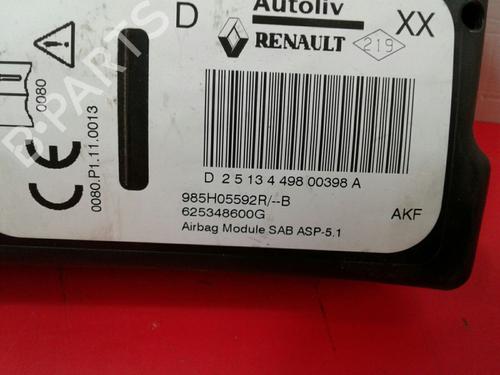 D
Autoliv
XX
RENAULT
219
0080
0080.P1.11.0013
CE
D 2 5 13 4 498 00398 A
985H05592R/--B
625348600G
AKF
Airbag Module SAB ASP-5.1
B-PARTS